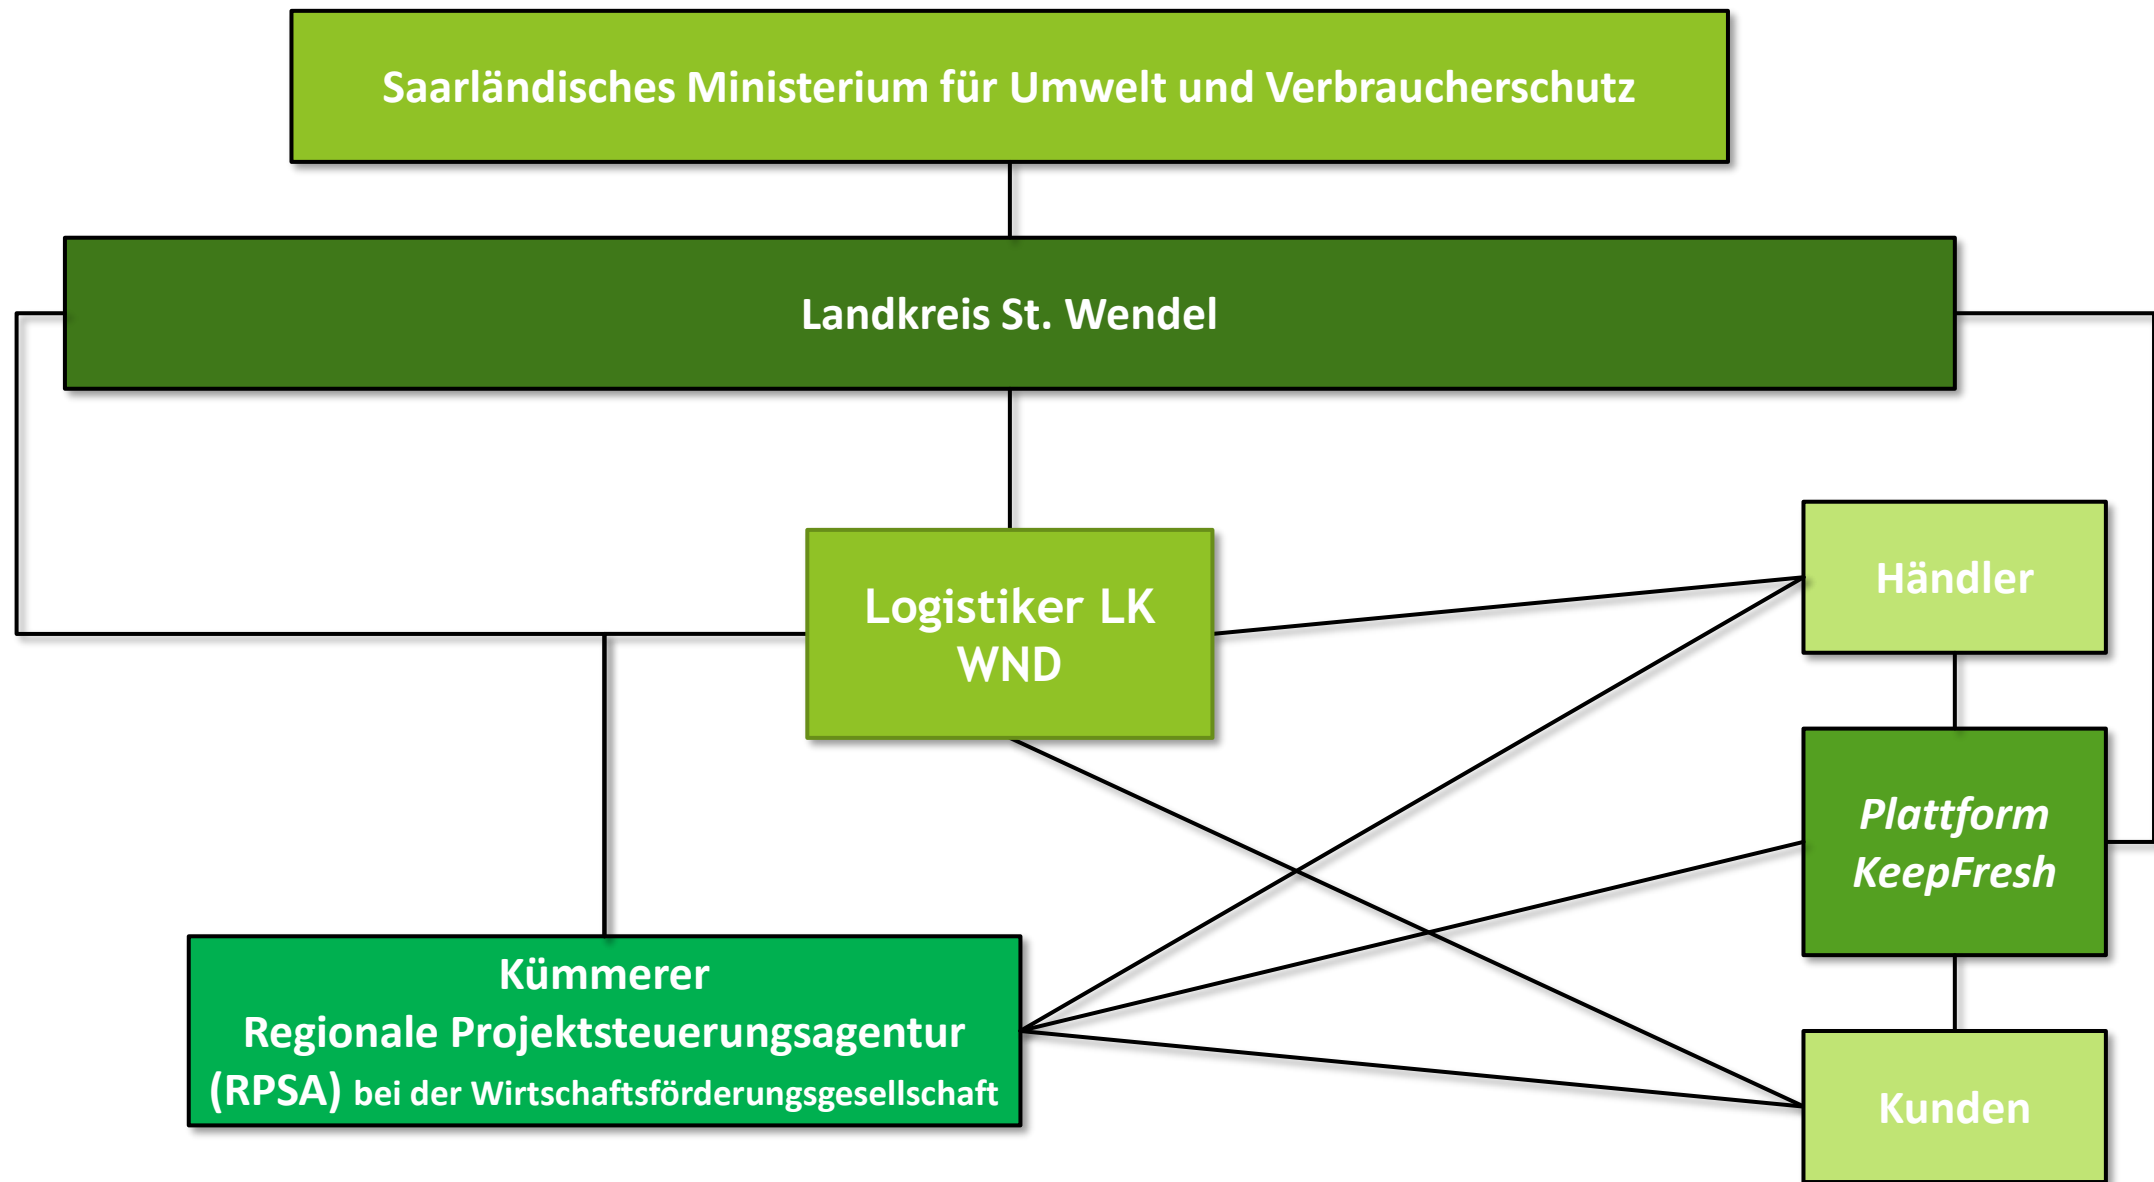 Saarländisches Ministerium für Umwelt und Verbraucherschutz
Landkreis St. Wendel
Logistiker LK
WND
Händler
Plattform
KeepFresh
Kümmerer
Regionale Projektsteuerungsagentur
(RPSA) bei der Wirtschaftsförderungsgesellschaft
Kunden